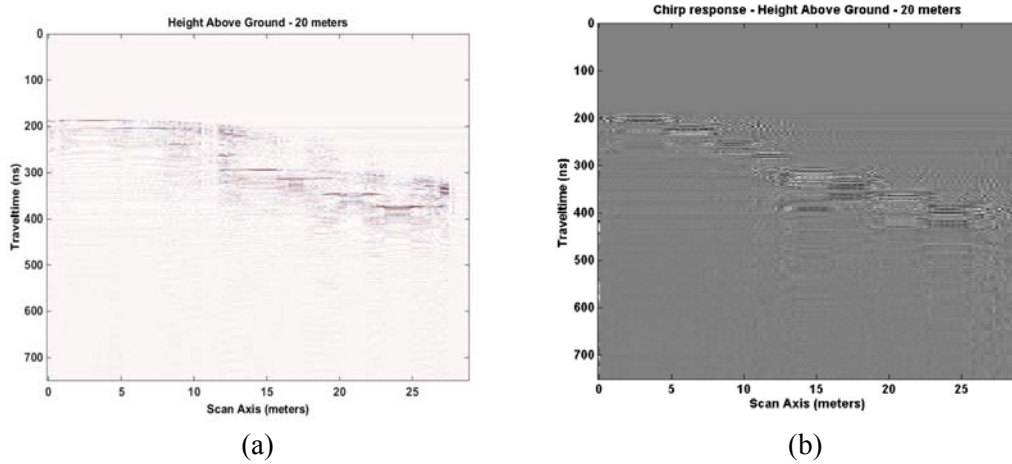 Height Above Ground - 20 meters
0
100
200
300
400
500
600
700
Traveltime (ns)
0 5 10 15 20 25
Scan Axis (meters)
(a)
Chirp response - Height Above Ground - 20 meters
0
100
200
300
400
500
600
700
Traveltime (ns)
0 5 10 15 20 25
Scan Axis (meters)
(b)